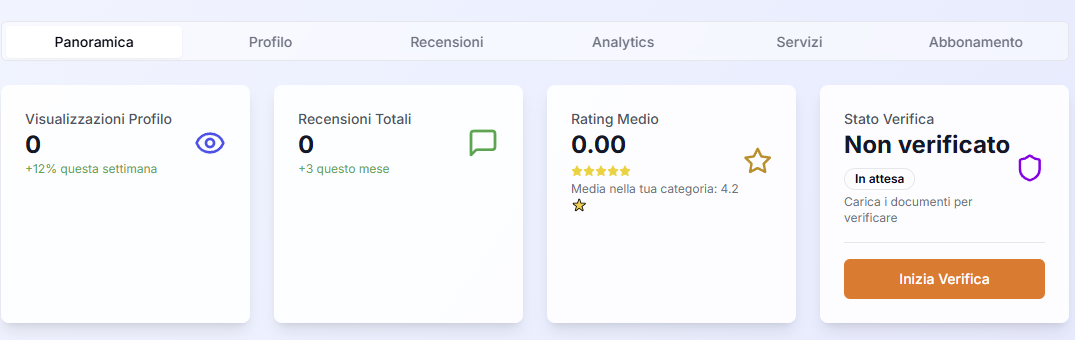 Panoramica
Profilo
Recensioni
Analytics
Servizi
Abbonamento
Visualizzazioni Profilo
0
+12% questa settimana
Recensioni Totali
0
+3 questo mese
Rating Medio
0.00
Media nella tua categoria: 4.2
Stato Verifica
Non verificato
In attesa
Carica i documenti per
verificare
Inizia Verifica